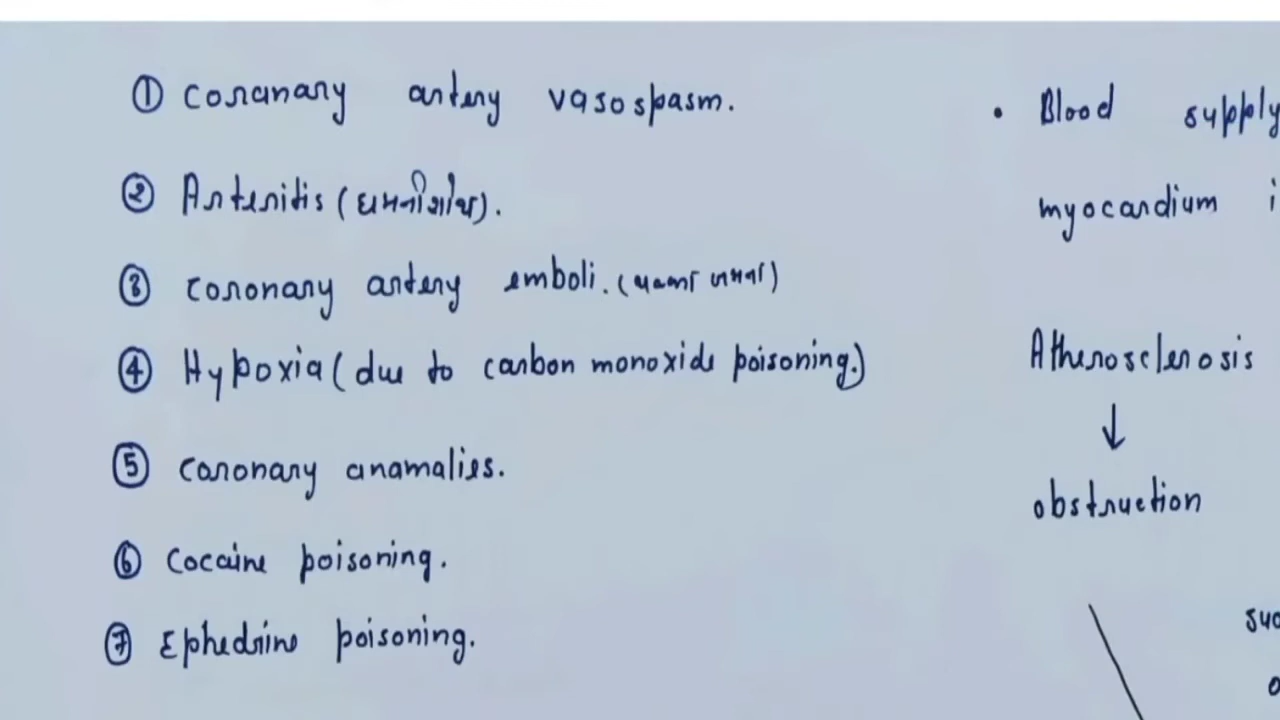 ① Coronary artery vasospasm.
② Arteritis (ધમનીશોથ).
③ coronary artery emboli. (
④ Hypoxia (due to carbon monoxide poisoning.)
⑤ Coronary anamalies.
⑥ Cocaine poisoning.
⑦ Ephedrine poisoning.
• Blood supply
myocardium i
Atherosclerosis
↓
obstruction